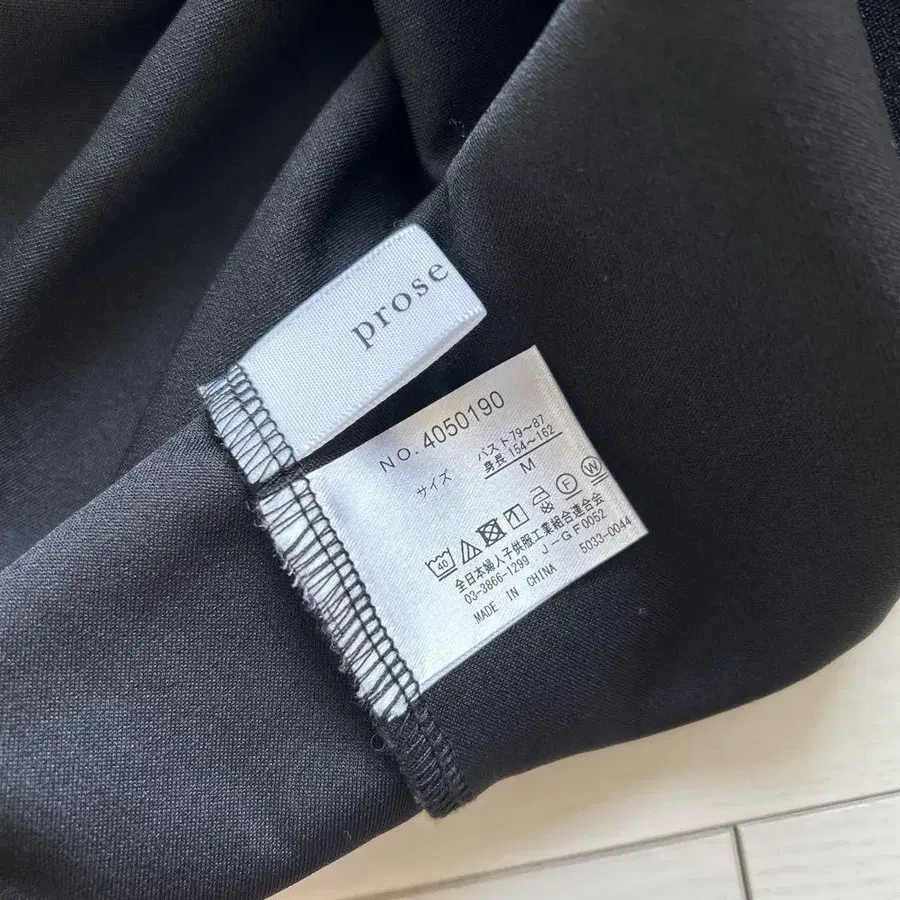 prose
NO.4050190
サイズ
バスト79～87
身長154～162
M
40
F
W
全日本婦人子供服工業組合連合会
03-3866-1299 J-GF0052
5033-0044
MADE IN CHINA